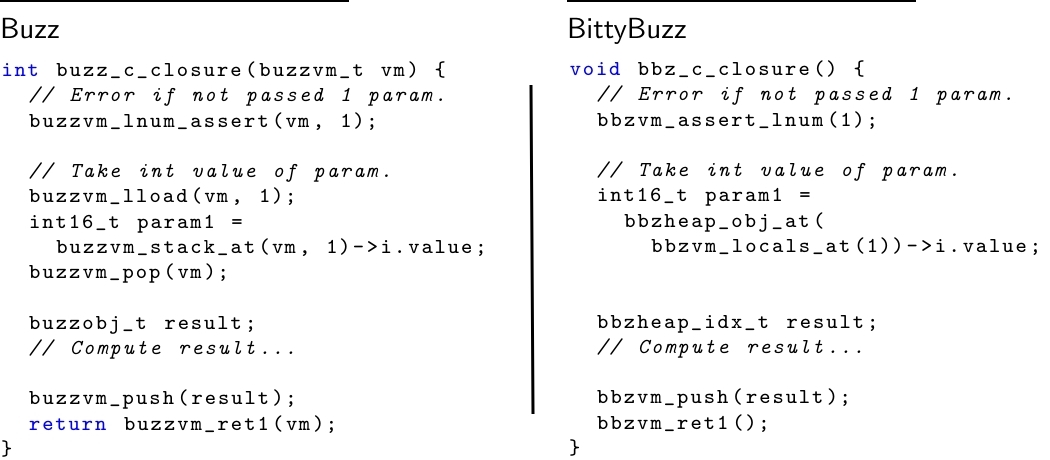 Buzz
int buzz_c_closure(buzzvm_t vm) {
  // Error if not passed 1 param.
  buzzvm_lnum_assert(vm, 1);

  // Take int value of param.
  buzzvm_lload(vm, 1);
  int16_t param1 =
    buzzvm_stack_at(vm, 1)->i.value;
  buzzvm_pop(vm);

  buzzobj_t result;
  // Compute result...

  buzzvm_push(result);
  return buzzvm_ret1(vm);
}
BittyBuzz
void bbz_c_closure() {
  // Error if not passed 1 param.
  bbzvm_assert_lnum(1);

  // Take int value of param.
  int16_t param1 =
    bbzheap_obj_at(
      bbzvm_locals_at(1))->i.value;

  bbzheap_idx_t result;
  // Compute result...

  bbzvm_push(result);
  bbzvm_ret1();
}